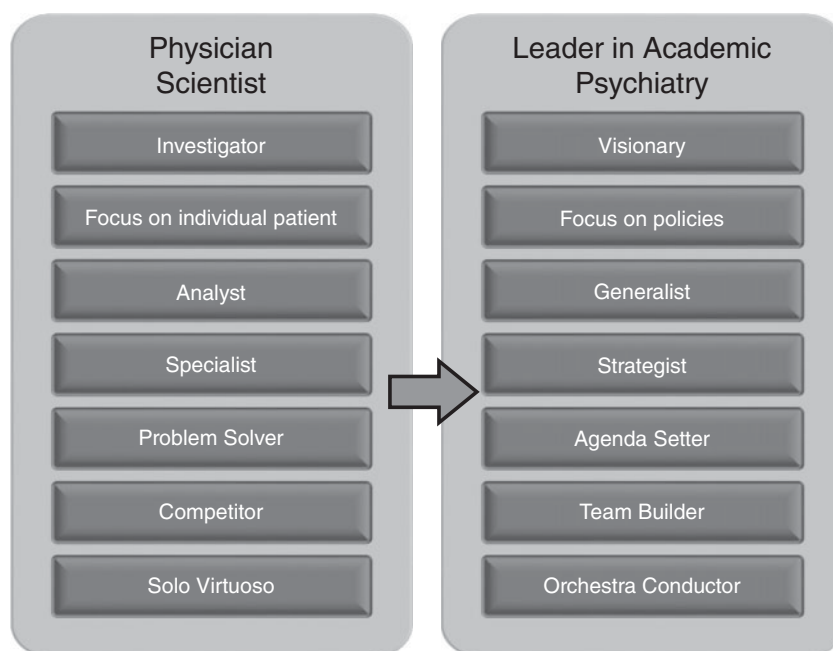 Physician
Scientist
Investigator
Focus on individual patient
Analyst
Specialist
Problem Solver
Competitor
Solo Virtuoso
Leader in Academic
Psychiatry
Visionary
Focus on policies
Generalist
Strategist
Agenda Setter
Team Builder
Orchestra Conductor